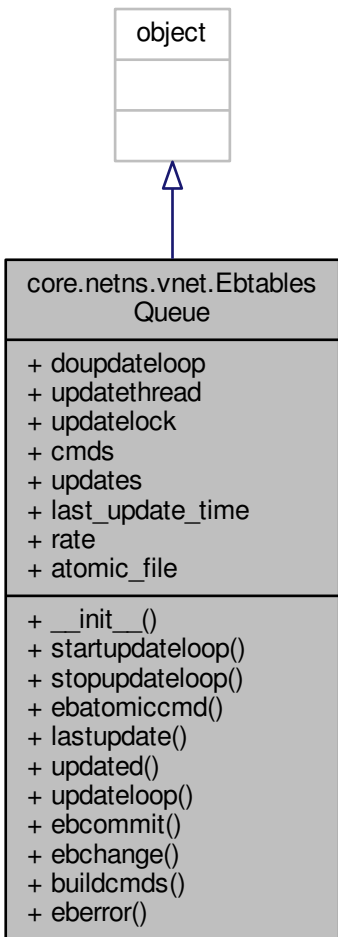 object
core.netns.vnet.Ebtables
Queue
+ doupdateloop
+ updatethread
+ updatelock
+ cmds
+ updates
+ last_update_time
+ rate
+ atomic_file
+ __init__()
+ startupdateloop()
+ stopupdateloop()
+ ebatomiccmd()
+ lastupdate()
+ updated()
+ updateloop()
+ ebcommit()
+ ebchange()
+ buildcmds()
+ eberror()